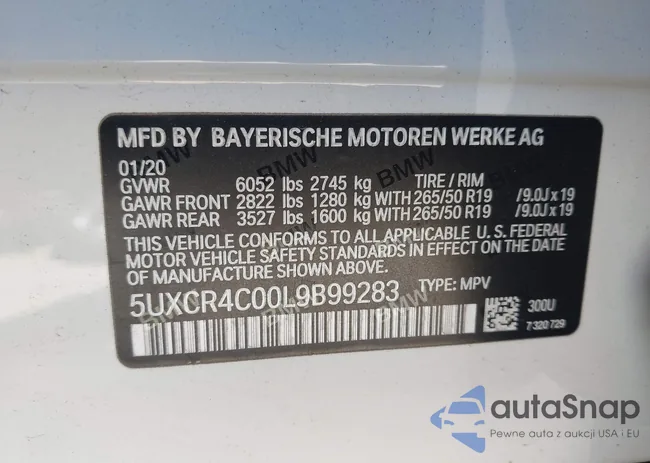 MFD BY BAYERISCHE MOTOREN WERKE AG
01/20
GVWR 6052 lbs 2745 kg TIRE / RIM
GAWR FRONT 2822 lbs 1280 kg WITH 265/50 R19 /9.0J x 19
GAWR REAR 3527 lbs 1600 kg WITH 265/50 R19 /9.0J x 19
THIS VEHICLE CONFORMS TO ALL APPLICABLE U. S. FEDERAL
MOTOR VEHICLE SAFETY STANDARDS IN EFFECT ON THE DATE
OF MANUFACTURE SHOWN ABOVE.
5UXCR4C00L9B99283 TYPE: MPV
300U
7 320 729
autaSnap
Pewne auta z aukcji USA i EU